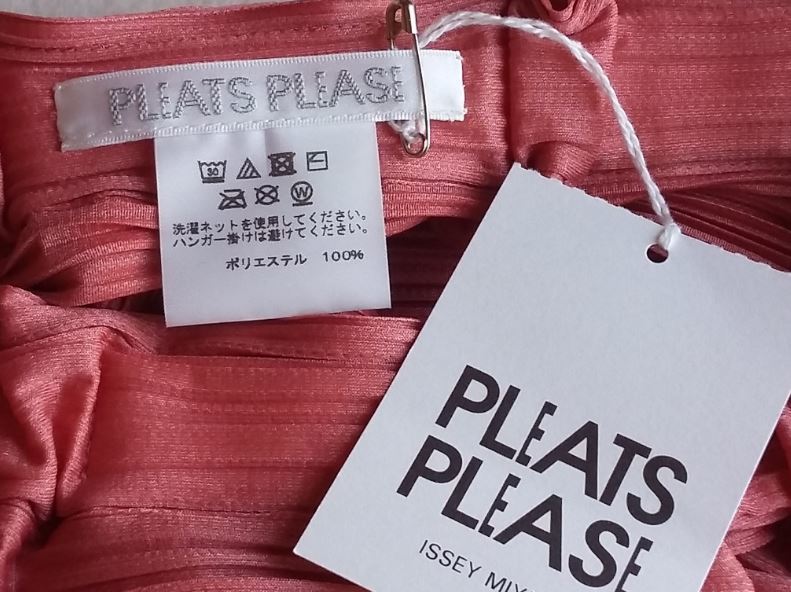 PLEATS PLEASE
30
W
洗濯ネットを使用してください。
ハンガー掛けは避けてください。
ポリエステル 100%
PLEATS
PLEASE
ISSEY